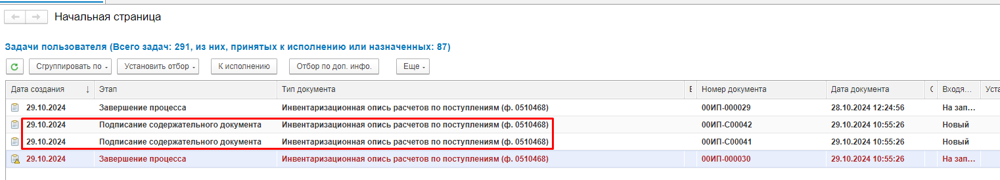 Начальная страница
Задачи пользователя (Всего задач: 291, из них, принятых к исполнению или назначенных: 87)
Сгруппировать по Установить отбор К исполнению Отбор по доп. инфо. Еще
Дата создания ↓ Этап Тип документа Номер документа Дата документа Входя... Уста
29.10.2024 Завершение процесса Инвентаризационная опись расчетов по поступлениям (ф. 0510468) 00ИП-000029 28.10.2024 12:24:56 На зап...
29.10.2024 Подписание содержательного документа Инвентаризационная опись расчетов по поступлениям (ф. 0510468) 00ИП-С00042 29.10.2024 10:55:26 Новый
29.10.2024 Подписание содержательного документа Инвентаризационная опись расчетов по поступлениям (ф. 0510468) 00ИП-С00041 29.10.2024 10:55:26 Новый
29.10.2024 Завершение процесса Инвентаризационная опись расчетов по поступлениям (ф. 0510468) 00ИП-000030 29.10.2024 10:55:26 На зап...